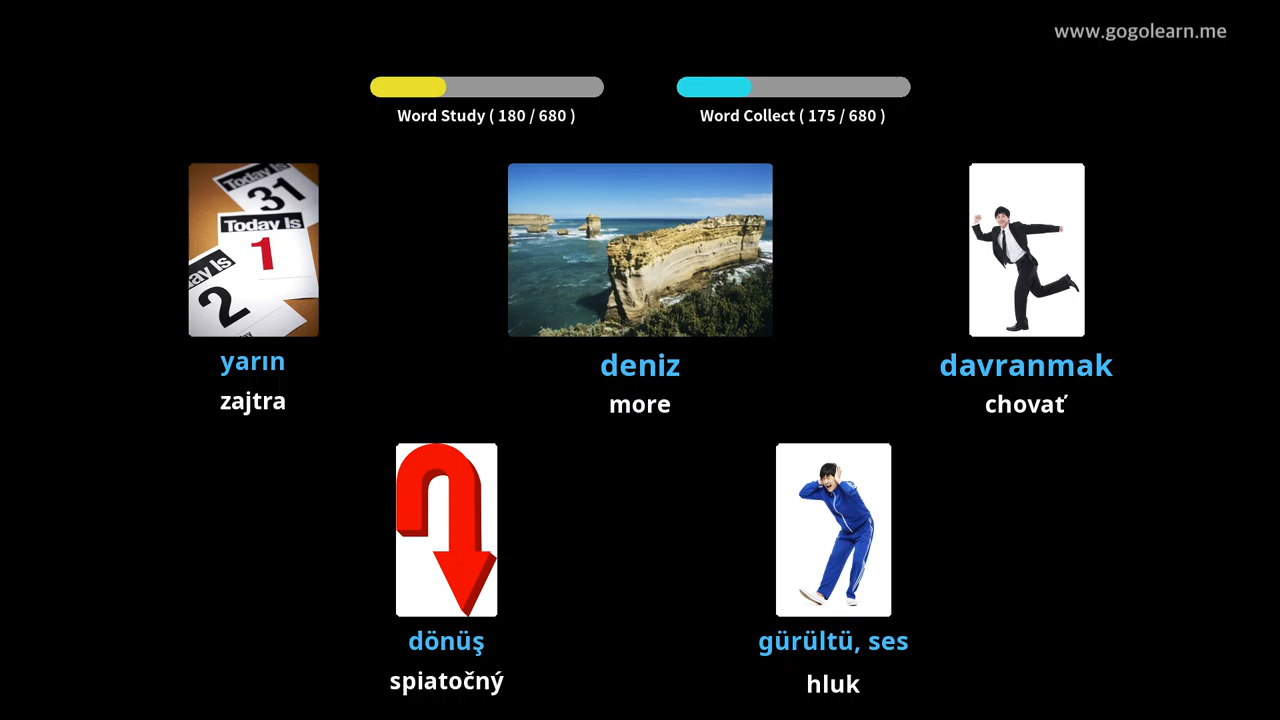 www.gogolearn.me
Word Study ( 180 / 680 )
Word Collect ( 175 / 680 )
Today Is
31
Today Is
1
ay Is
2
yarın
zajtra
deniz
more
davranmak
chovať
dönüş
spiatočný
gürültü, ses
hluk